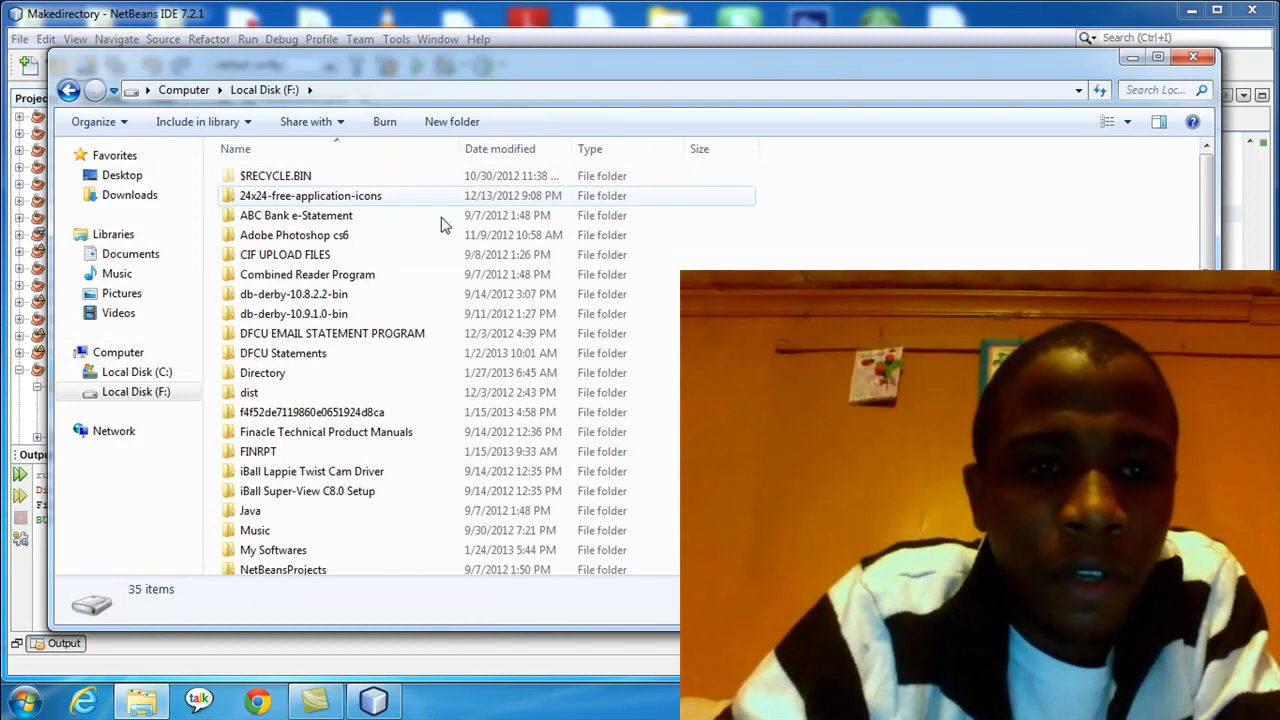 Makedirectory - NetBeans IDE 7.2.1
File Edit View Navigate Source Refactor Run Debug Profile Team Tools Window Help
Search (Ctrl+I)
Computer Local Disk (F:)
Search Loc...
Organize Include in library Share with Burn New folder
Name Date modified Type Size
Favorites
Desktop
Downloads
Libraries
Documents
Music
Pictures
Videos
Computer
Local Disk (C:)
Local Disk (F:)
Network
$RECYCLE.BIN 10/30/2012 11:38 ... File folder
24x24-free-application-icons 12/13/2012 9:08 PM File folder
ABC Bank e-Statement 9/7/2012 1:48 PM File folder
Adobe Photoshop cs6 11/9/2012 10:58 AM File folder
CIF UPLOAD FILES 9/8/2012 1:26 PM File folder
Combined Reader Program 9/7/2012 1:48 PM File folder
db-derby-10.8.2.2-bin 9/14/2012 3:07 PM File folder
db-derby-10.9.1.0-bin 9/11/2012 1:27 PM File folder
DFCU EMAIL STATEMENT PROGRAM 12/3/2012 4:39 PM File folder
DFCU Statements 1/2/2013 10:01 AM File folder
Directory 1/27/2013 6:45 AM File folder
dist 12/3/2012 2:43 PM File folder
f4f52de7119860e0651924d8ca 1/15/2013 4:58 PM File folder
Finacle Technical Product Manuals 9/14/2012 12:36 PM File folder
FINRPT 1/15/2013 9:33 AM File folder
iBall Lappie Twist Cam Driver 9/14/2012 12:35 PM File folder
iBall Super-View C8.0 Setup 9/14/2012 12:35 PM File folder
Java 9/7/2012 1:48 PM File folder
Music 9/30/2012 7:21 PM File folder
My Softwares 1/24/2013 5:44 PM File folder
NetBeansProjects 9/7/2012 1:50 PM File folder
35 items
Output
talk